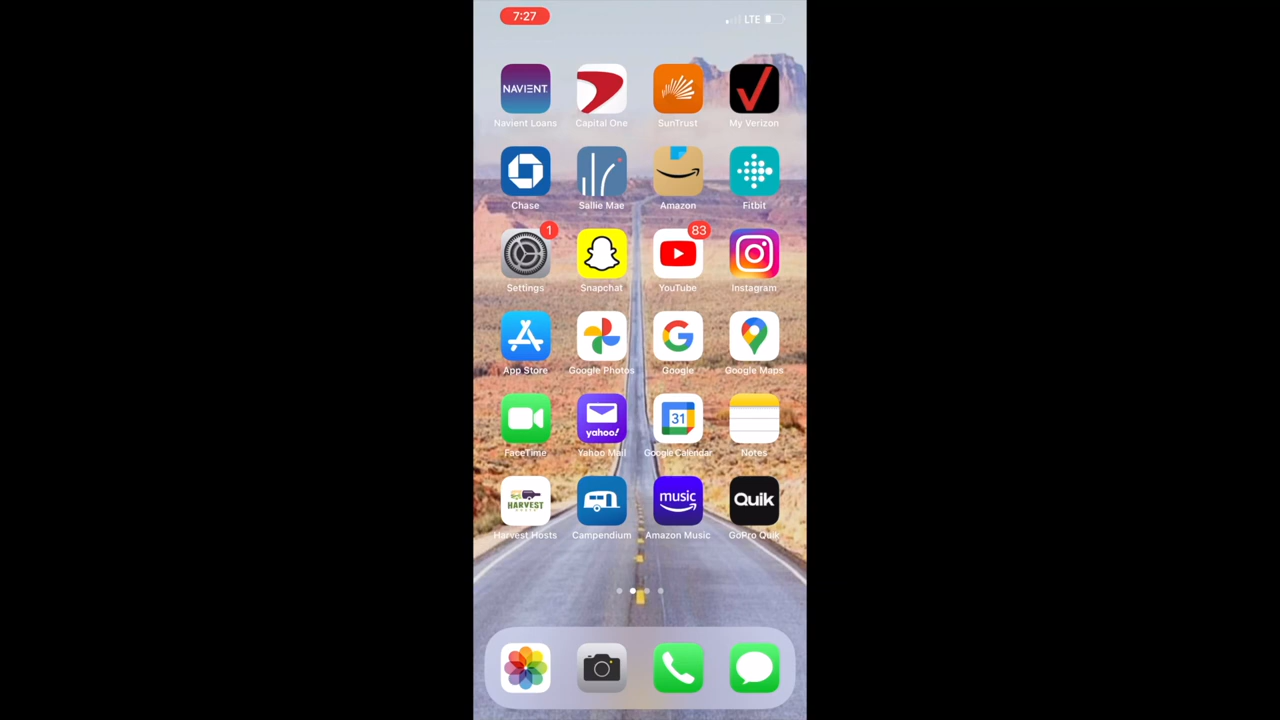 7:27
LTE
NAVIENT
Navient Loans
Capital One
SunTrust
My Verizon
Chase
Sallie Mae
Amazon
Fitbit
1
83
Settings
Snapchat
YouTube
Instagram
App Store
Google Photos
Google
Google Maps
yahoo!
31
FaceTime
Yahoo Mail
Google Calendar
Notes
HARVEST
music
Quik
Harvest Hosts
Campendium
Amazon Music
GoPro Quik